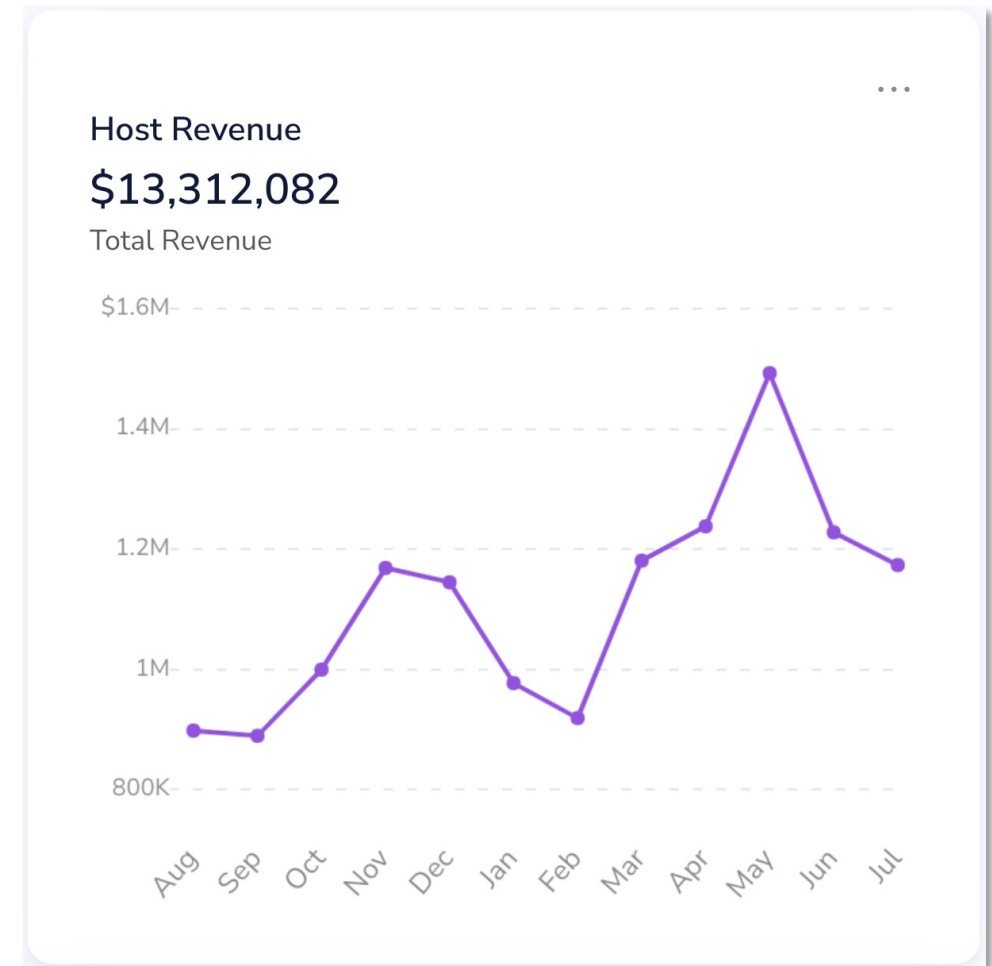 Host Revenue
$13,312,082
Total Revenue
$1.6M
1.4M
1.2M
1M
800K
Aug Sep Oct Nov Dec Jan Feb Mar Apr May Jun Jul